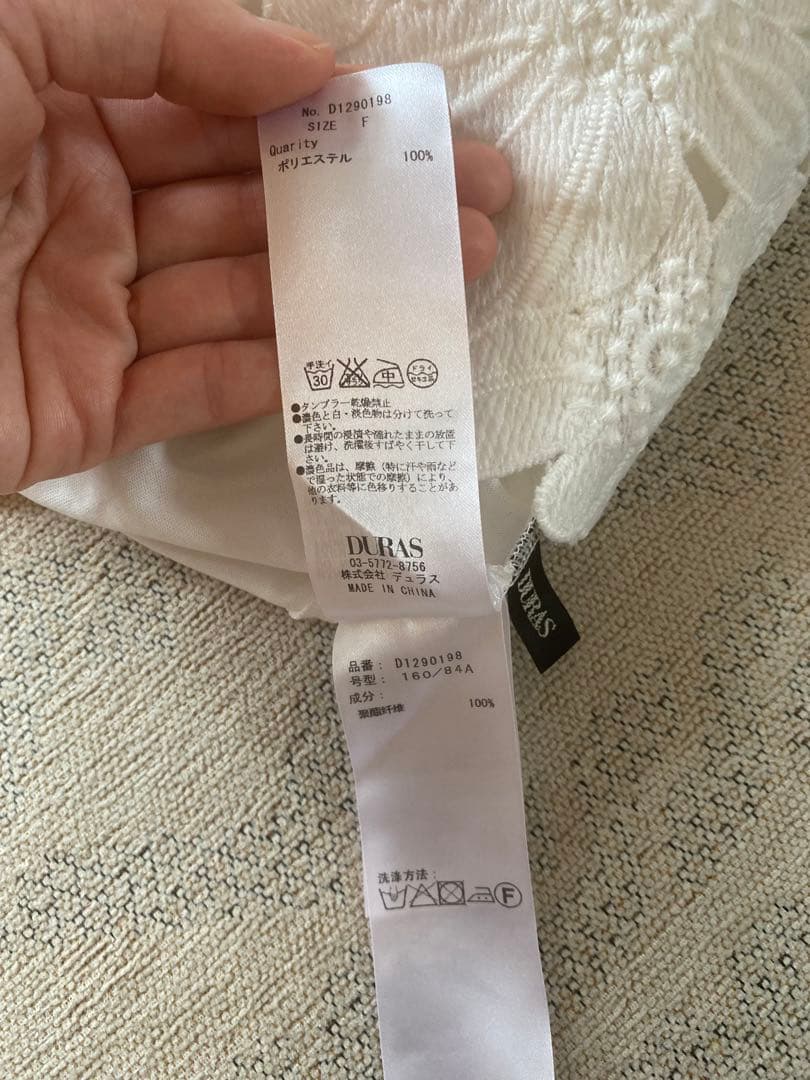 No. D1290198
SIZE F
Quarity
ポリエステル 100%
手洗イ
30
中
ドライ
●タンブラー乾燥禁止
●濃色と白・淡色物は分けて洗って
下さい。
●長時間の浸漬や濡れたままの放置
は避け、洗濯後すばやく干して下
さい。
●濃色品は、摩擦（特に汗や雨など
で湿った状態での摩擦）により、
他の衣料等に色移りすることがあ
ります。
DURAS
03-5772-8756
株式会社 デュラス
MADE IN CHINA
DURAS
品番： D1290198
号型： 160/84A
成分：
聚酯纤维 100%
洗涤方法：
F